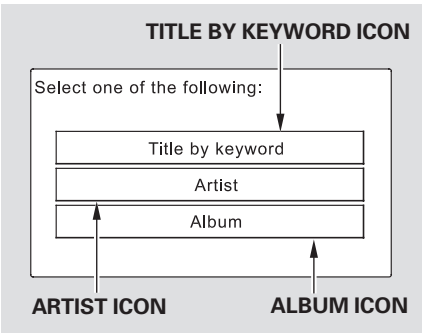 TITLE BY KEYWORD ICON
Select one of the following:
Title by keyword
Artist
Album
ARTIST ICON
ALBUM ICON